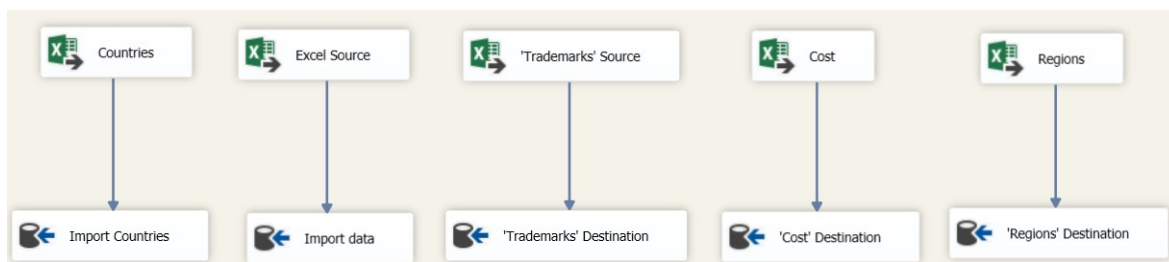 Countries
Excel Source
'Trademarks' Source
Cost
Regions
Import Countries
Import data
'Trademarks' Destination
'Cost' Destination
'Regions' Destination